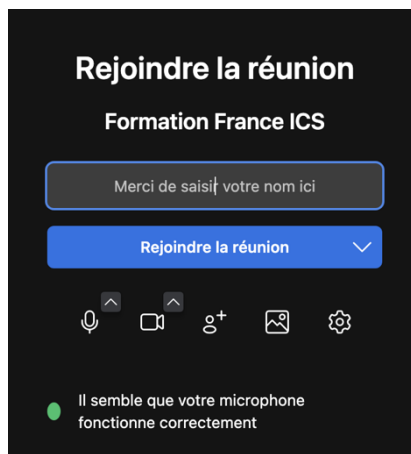 Rejoindre la réunion
Formation France ICS
Merci de saisir votre nom ici
Rejoindre la réunion
Il semble que votre microphone
fonctionne correctement